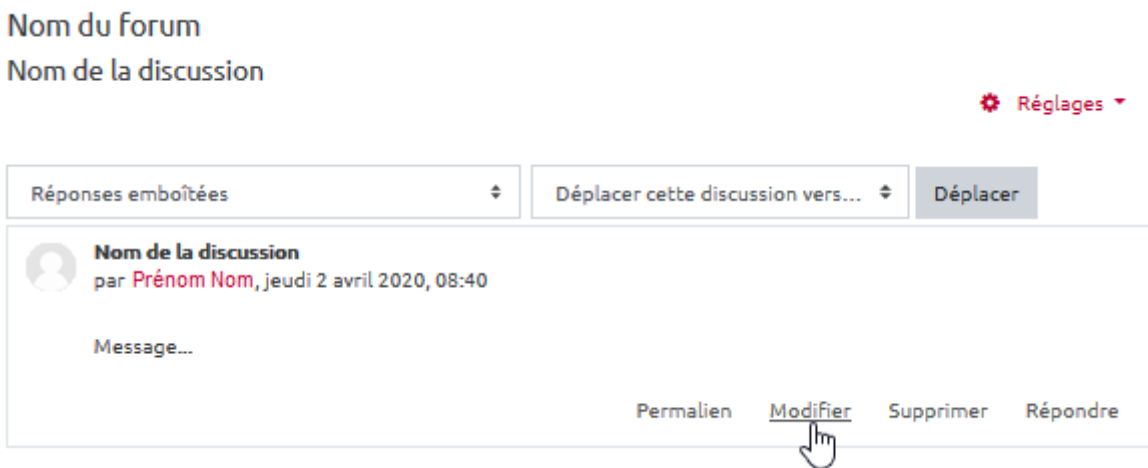 Nom du forum
Nom de la discussion
Réglages
Réponses emboîtées
Déplacer cette discussion vers...
Déplacer
Nom de la discussion
par Prénom Nom, jeudi 2 avril 2020, 08:40
Message...
Permalien Modifier Supprimer Répondre